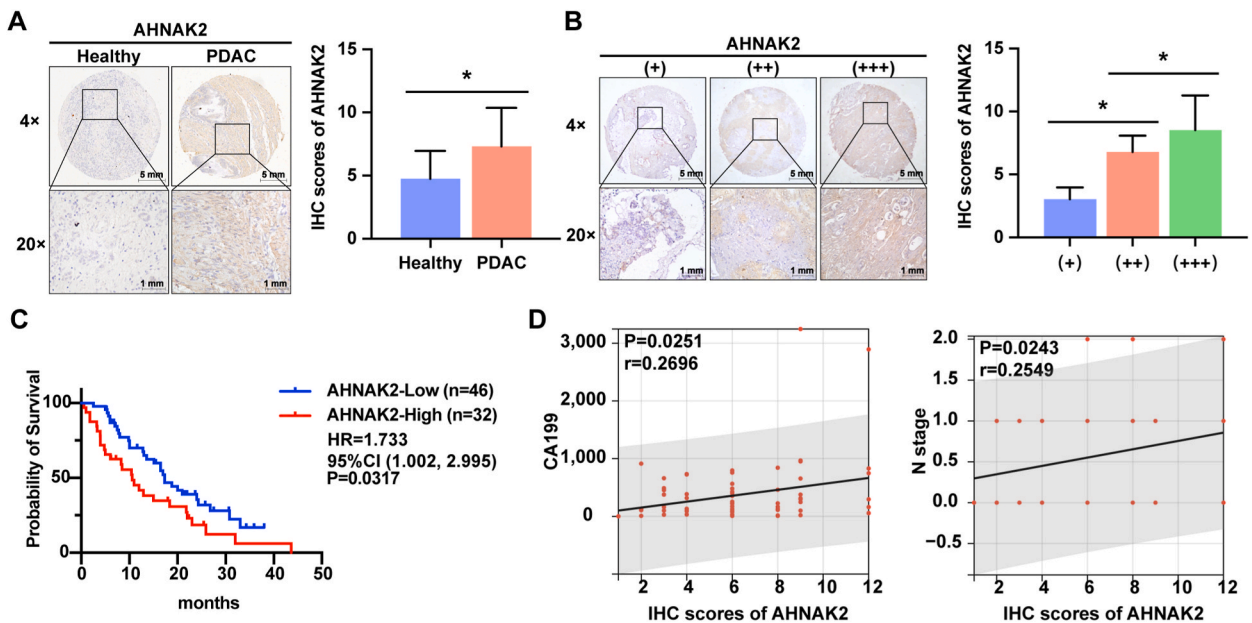 A
AHNAK2
Healthy PDAC
4×
5 mm 5 mm
20×
1 mm 1 mm
IHC scores of AHNAK2
15
10
5
0
*
Healthy PDAC
B
AHNAK2
(+) (++) (+++)
4×
5 mm 5 mm 5 mm
20×
1 mm 1 mm 1 mm
IHC scores of AHNAK2
15
10
5
0
* *
(+) (++) (+++)
C
Probability of Survival
100
50
0
0 10 20 30 40 50
months
AHNAK2-Low (n=46)
AHNAK2-High (n=32)
HR=1.733
95%CI (1.002, 2.995)
P=0.0317
D
P=0.0251
r=0.2696
CA199
3,000
2,000
1,000
0
2 4 6 8 10 12
IHC scores of AHNAK2
P=0.0243
r=0.2549
N stage
2.0
1.5
1.0
0.5
0.0
−0.5
2 4 6 8 10 12
IHC scores of AHNAK2